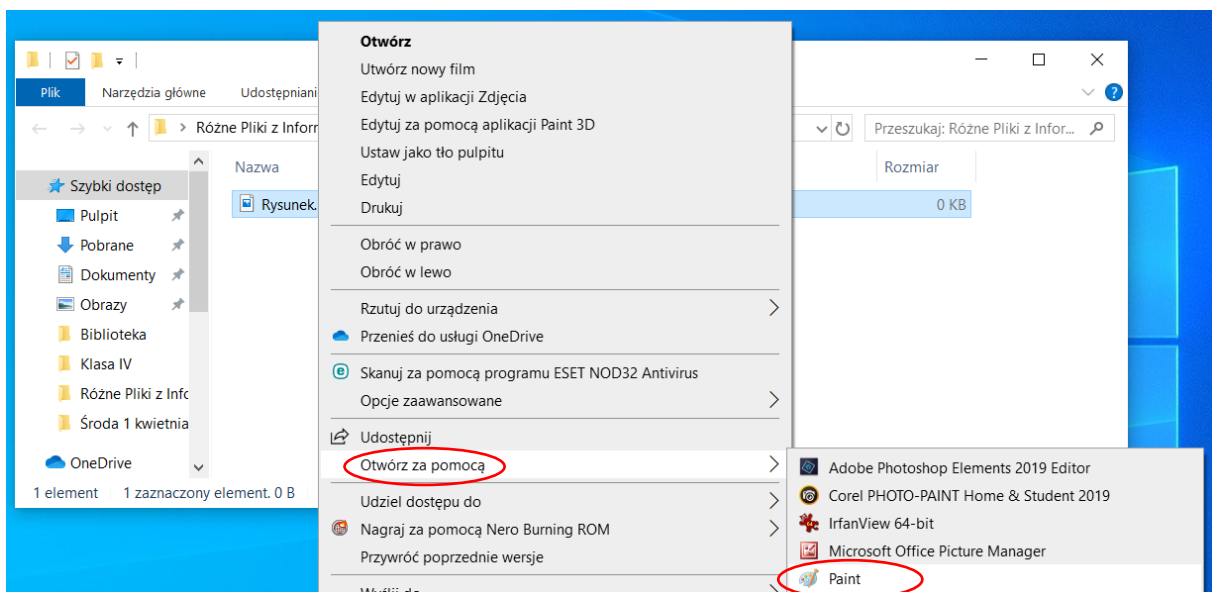 Plik Narzędzia główne Udostępniani
Różne Pliki z Inforr
Przeszukaj: Różne Pliki z Infor...
Nazwa
Rozmiar
Szybki dostęp
Pulpit
Pobrane
Dokumenty
Obrazy
Biblioteka
Klasa IV
Różne Pliki z Info
Środa 1 kwietnia
OneDrive
Rysunek.
0 KB
1 element 1 zaznaczony element. 0 B
Otwórz
Utwórz nowy film
Edytuj w aplikacji Zdjęcia
Edytuj za pomocą aplikacji Paint 3D
Ustaw jako tło pulpitu
Edytuj
Drukuj
Obróć w prawo
Obróć w lewo
Rzutuj do urządzenia
Przenieś do usługi OneDrive
Skanuj za pomocą programu ESET NOD32 Antivirus
Opcje zaawansowane
Udostępnij
Otwórz za pomocą
Udziel dostępu do
Nagraj za pomocą Nero Burning ROM
Przywróć poprzednie wersje
Wyślij do
Adobe Photoshop Elements 2019 Editor
Corel PHOTO-PAINT Home & Student 2019
IrfanView 64-bit
Microsoft Office Picture Manager
Paint